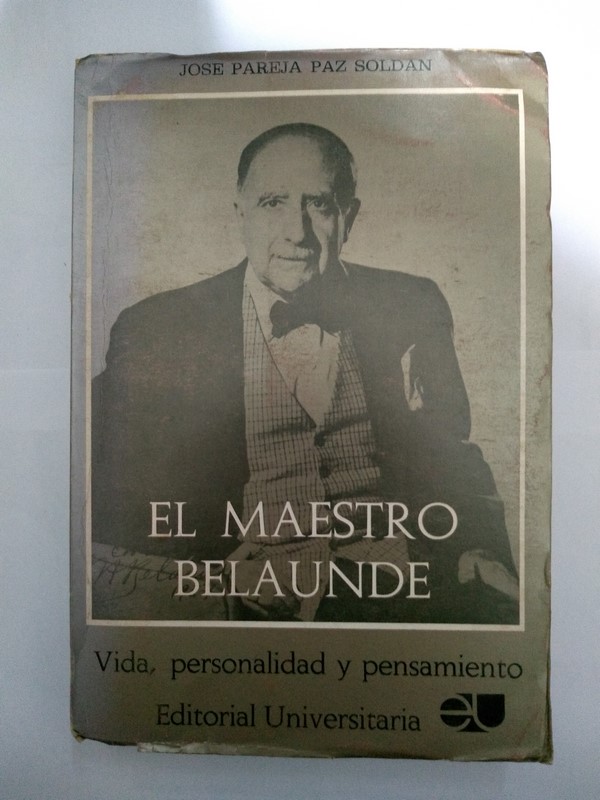 JOSE PAREJA PAZ SOLDAN
EL MAESTRO
BELAUNDE
Vida, personalidad y pensamiento
Editorial Universitaria eu